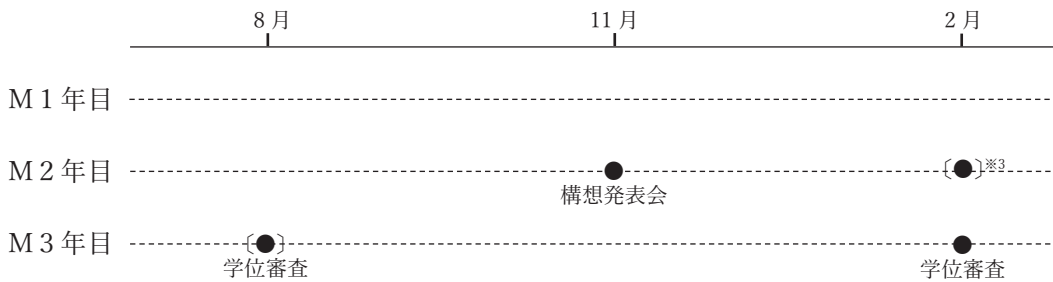 8月 11月 2月
M1年目
M2年目 〔●〕※3
構想発表会
M3年目 〔●〕
学位審査 学位審査